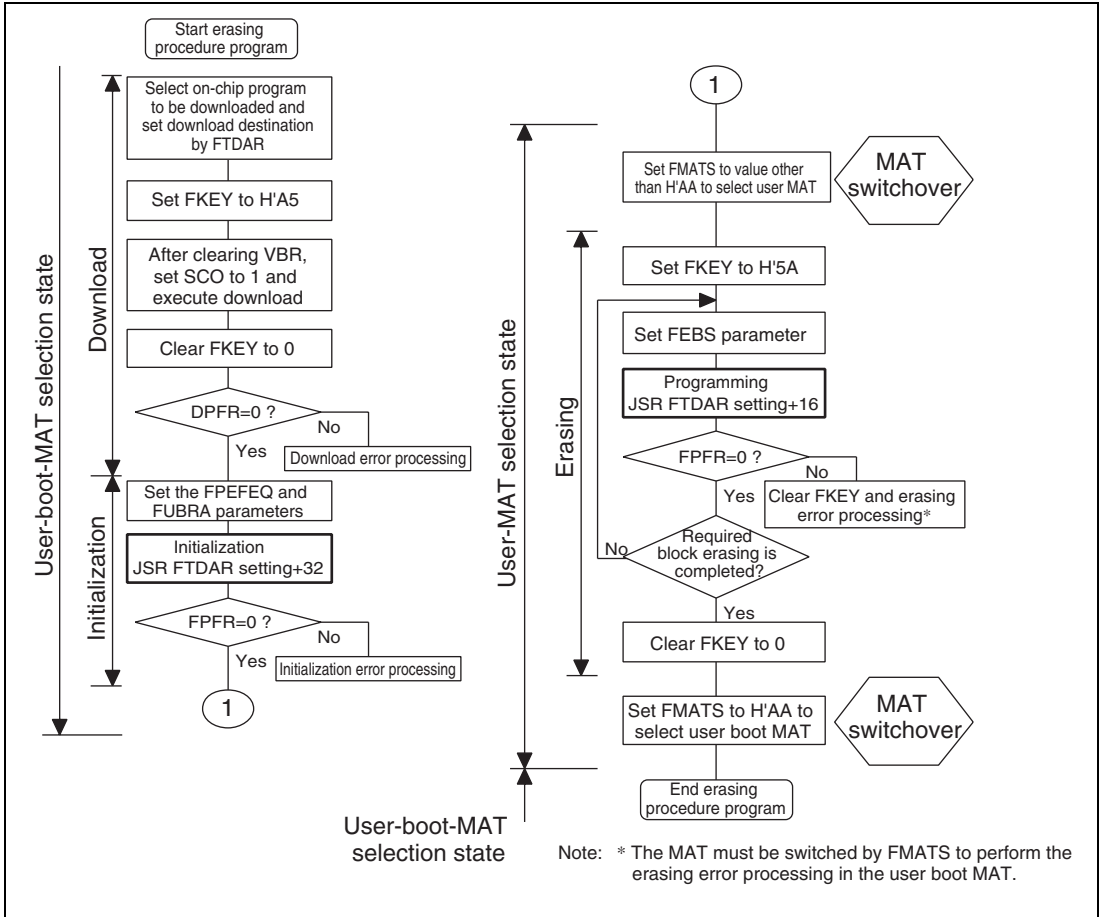 Start erasing
procedure program
Select on-chip program
to be downloaded and
set download destination
by FTDAR
Set FKEY to H'A5
After clearing VBR,
set SCO to 1 and
execute download
Clear FKEY to 0
DPFR=0 ?
No
Yes
Download error processing
Set the FPEFEQ and
FUBRA parameters
Initialization
JSR FTDAR setting+32
FPFR=0 ?
No
Yes
Initialization error processing
1
User-boot-MAT selection state
Download
Initialization
1
Set FMATS to value other
than H'AA to select user MAT
MAT
switchover
Set FKEY to H'5A
Set FEBS parameter
Programming
JSR FTDAR setting+16
FPFR=0 ?
No
Yes
Clear FKEY and erasing
error processing*
Required
block erasing is
completed?
No
Yes
Clear FKEY to 0
Set FMATS to H'AA to
select user boot MAT
MAT
switchover
End erasing
procedure program
User-MAT selection state
Erasing
User-boot-MAT
selection state
Note: * The MAT must be switched by FMATS to perform the
erasing error processing in the user boot MAT.